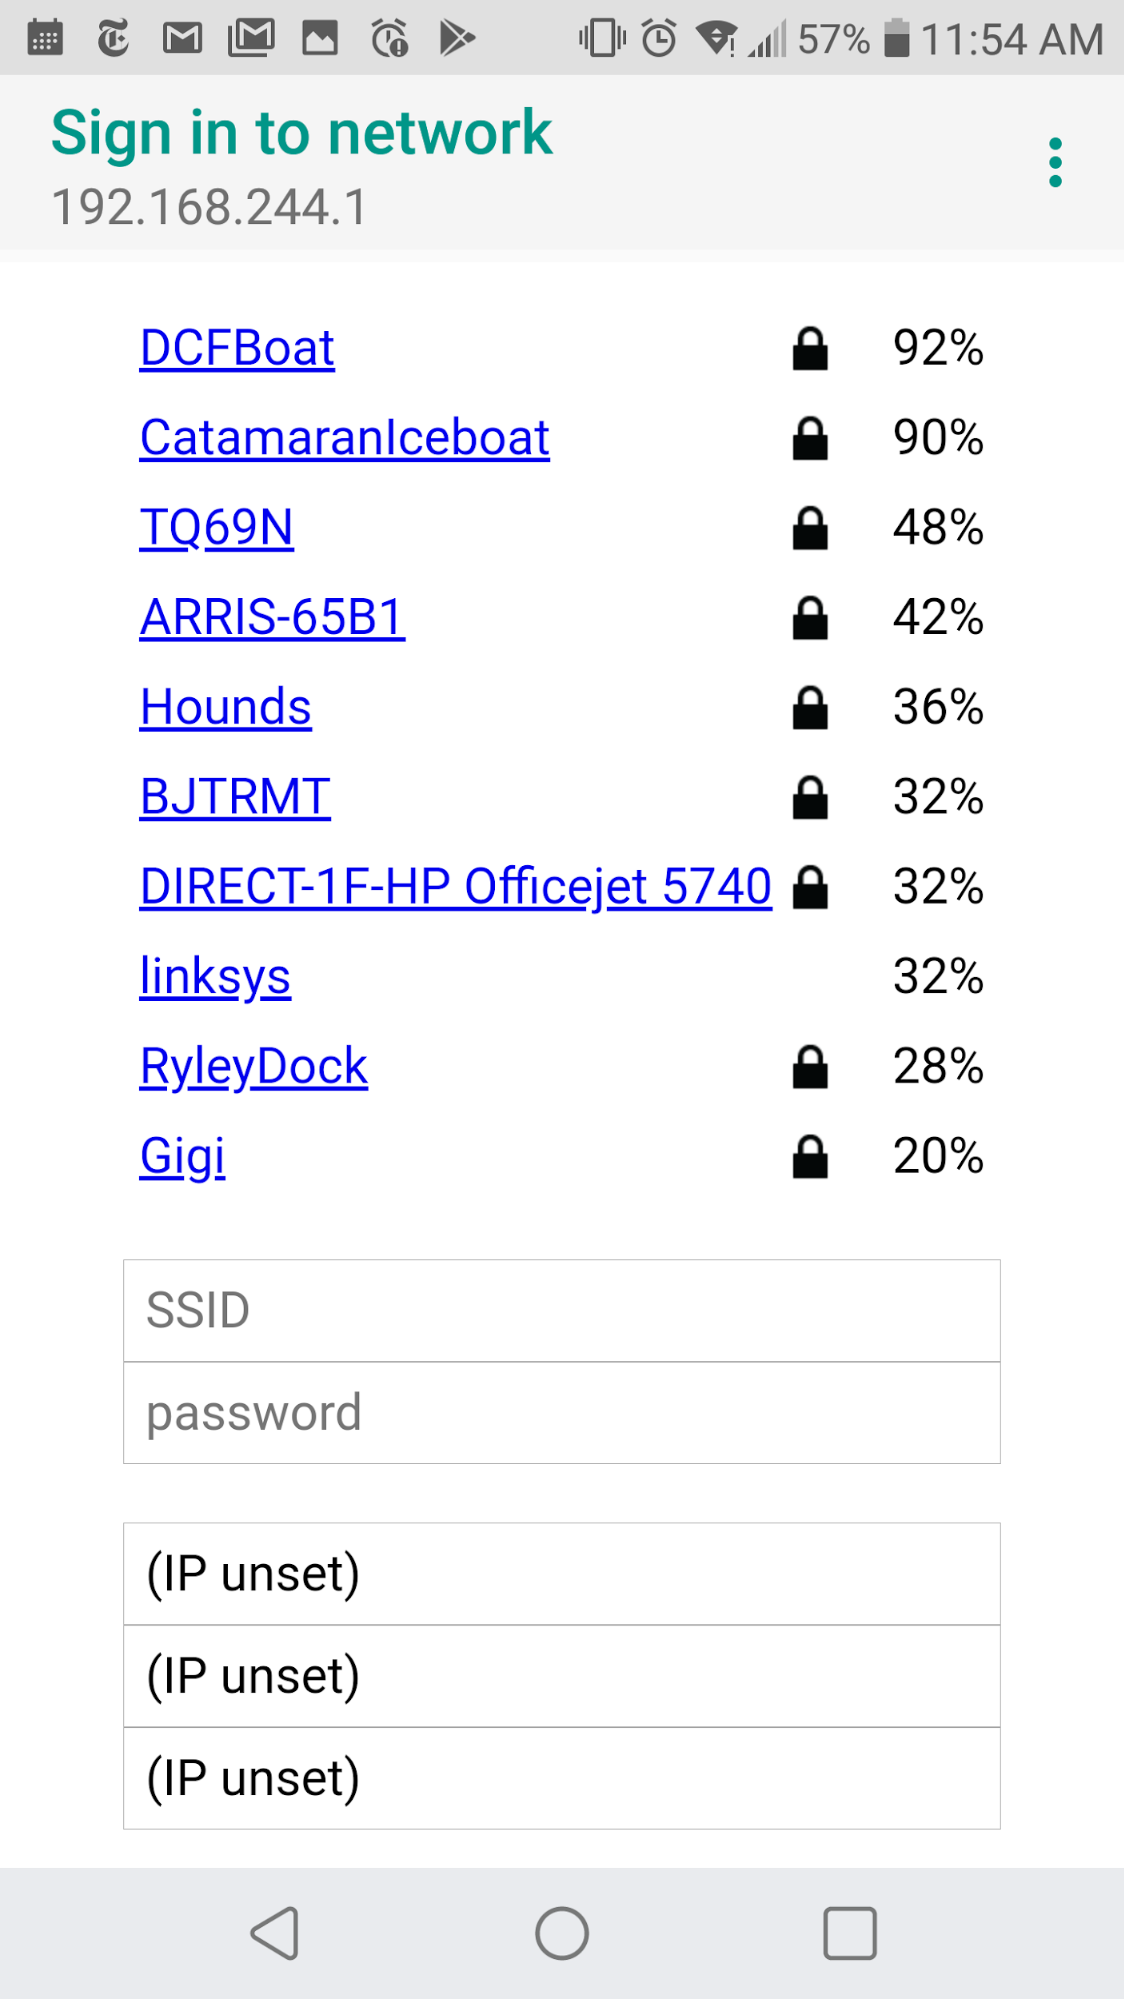 57% 11:54 AM
Sign in to network
192.168.244.1
DCFBoat 92%
CatamaranIceboat 90%
TQ69N 48%
ARRIS-65B1 42%
Hounds 36%
BJTRMT 32%
DIRECT-1F-HP Officejet 5740 32%
linksys 32%
RyleyDock 28%
Gigi 20%
SSID
password
(IP unset)
(IP unset)
(IP unset)